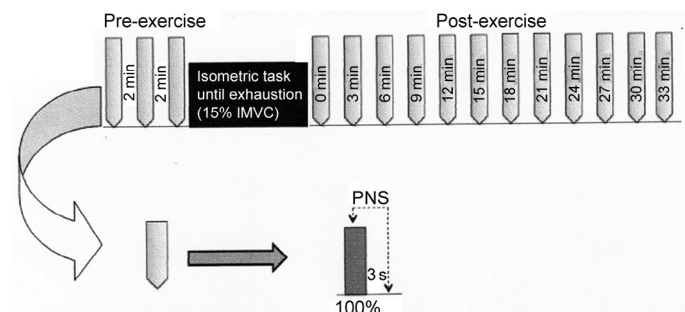 Pre-exercise
Post-exercise
2 min
2 min
Isometric task
until exhaustion
(15% IMVC)
0 min
3 min
6 min
9 min
12 min
15 min
18 min
21 min
24 min
27 min
30 min
33 min
PNS
3 s
100%